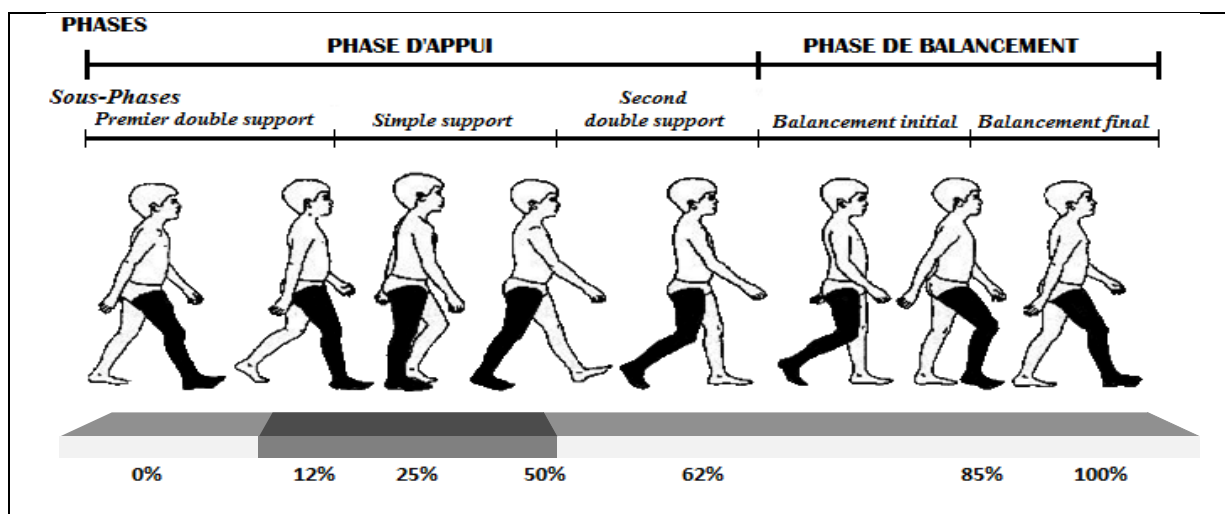 PHASES
PHASE D'APPUI
PHASE DE BALANCEMENT
Sous-Phases
Premier double support
Simple support
Second
double support
Balancement initial
Balancement final
0%
12%
25%
50%
62%
85%
100%